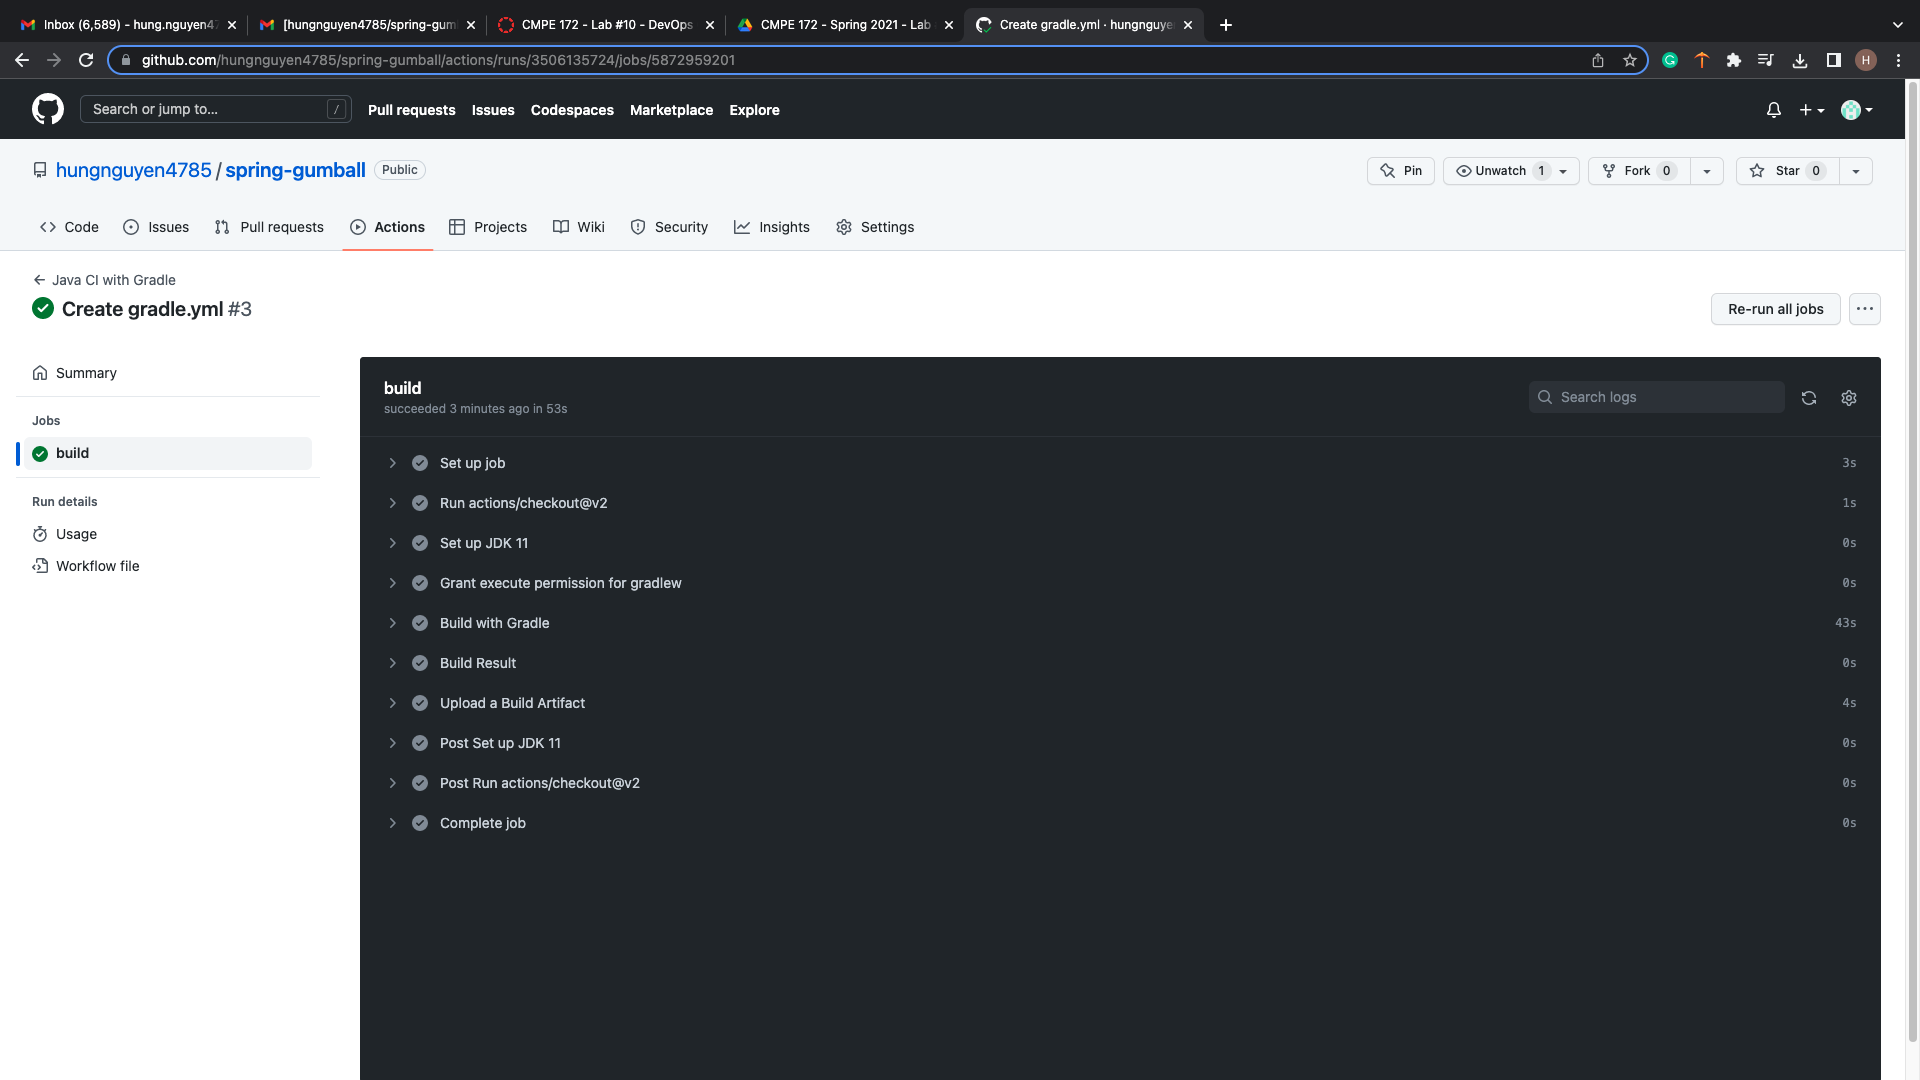 Inbox (6,589) - hung.nguyen47
[hungnguyen4785/spring-gum
CMPE 172 - Lab #10 - DevOps
CMPE 172 - Spring 2021 - Lab
Create gradle.yml · hungnguye
github.com/hungnguyen4785/spring-gumball/actions/runs/3506135724/jobs/5872959201
H
Search or jump to...
/
Pull requests
Issues
Codespaces
Marketplace
Explore
hungnguyen4785 / spring-gumball
Public
Pin
Unwatch 1
Fork 0
Star 0
Code
Issues
Pull requests
Actions
Projects
Wiki
Security
Insights
Settings
Java CI with Gradle
Create gradle.yml #3
Re-run all jobs
Summary
Jobs
build
Run details
Usage
Workflow file
build
succeeded 3 minutes ago in 53s
Search logs
Set up job 3s
Run actions/checkout@v2 1s
Set up JDK 11 0s
Grant execute permission for gradlew 0s
Build with Gradle 43s
Build Result 0s
Upload a Build Artifact 4s
Post Set up JDK 11 0s
Post Run actions/checkout@v2 0s
Complete job 0s